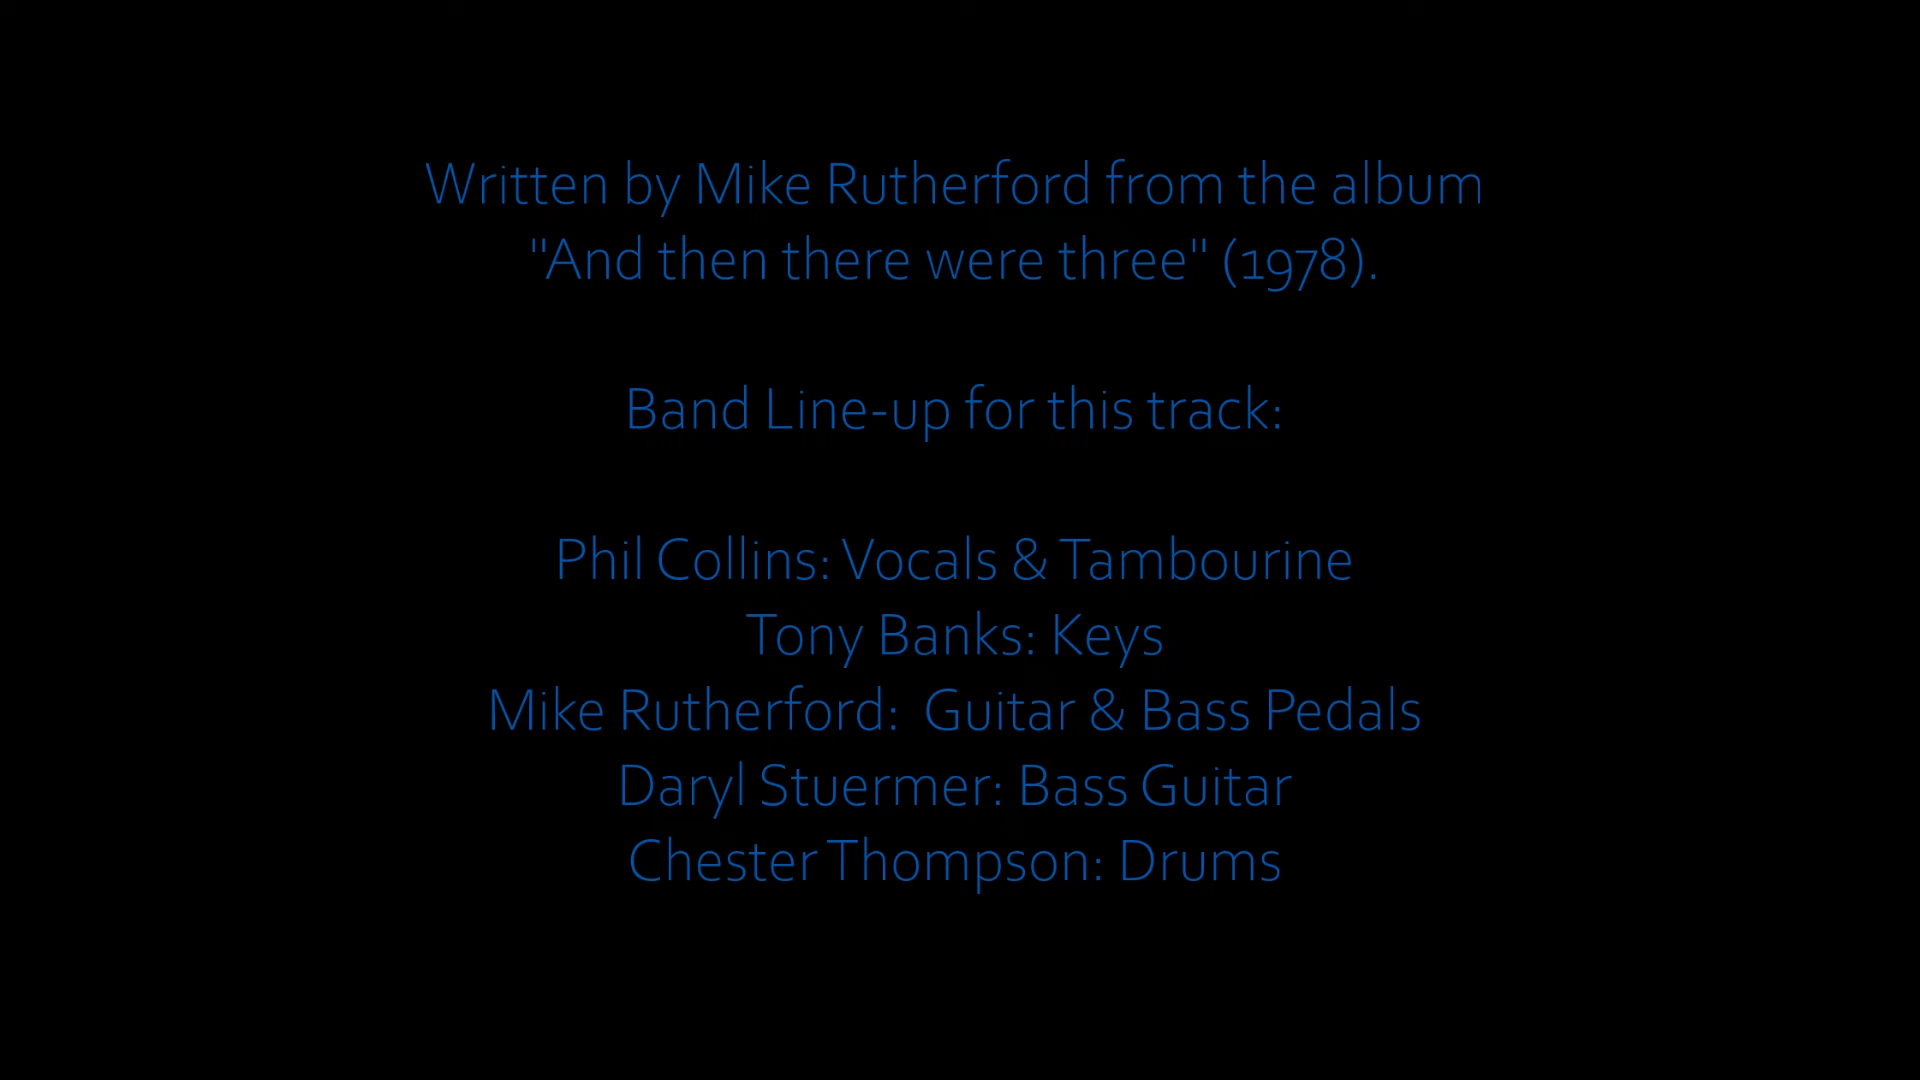 Written by Mike Rutherford from the album
"And then there were three" (1978).
Band Line-up for this track:
Phil Collins: Vocals & Tambourine
Tony Banks: Keys
Mike Rutherford:  Guitar & Bass Pedals
Daryl Stuermer: Bass Guitar
Chester Thompson: Drums